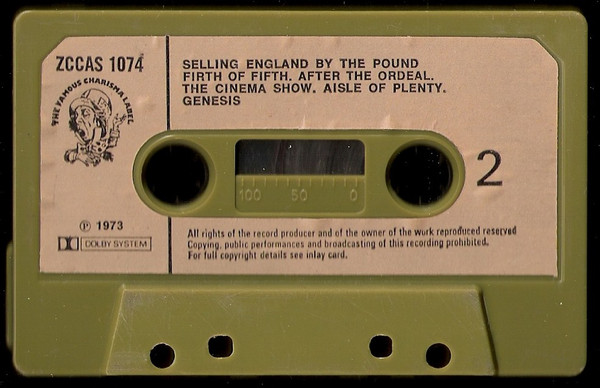 ZCCAS 1074
THE FAMOUS CHARISMA LABEL
SELLING ENGLAND BY THE POUND
FIRTH OF FIFTH. AFTER THE ORDEAL.
THE CINEMA SHOW. AISLE OF PLENTY.
GENESIS
100 50 0
2
℗ 1973
DOLBY SYSTEM
All rights of the record producer and of the owner of the work reproduced reserved
Copying, public performances and broadcasting of this recording prohibited.
For full copyright details see inlay card.